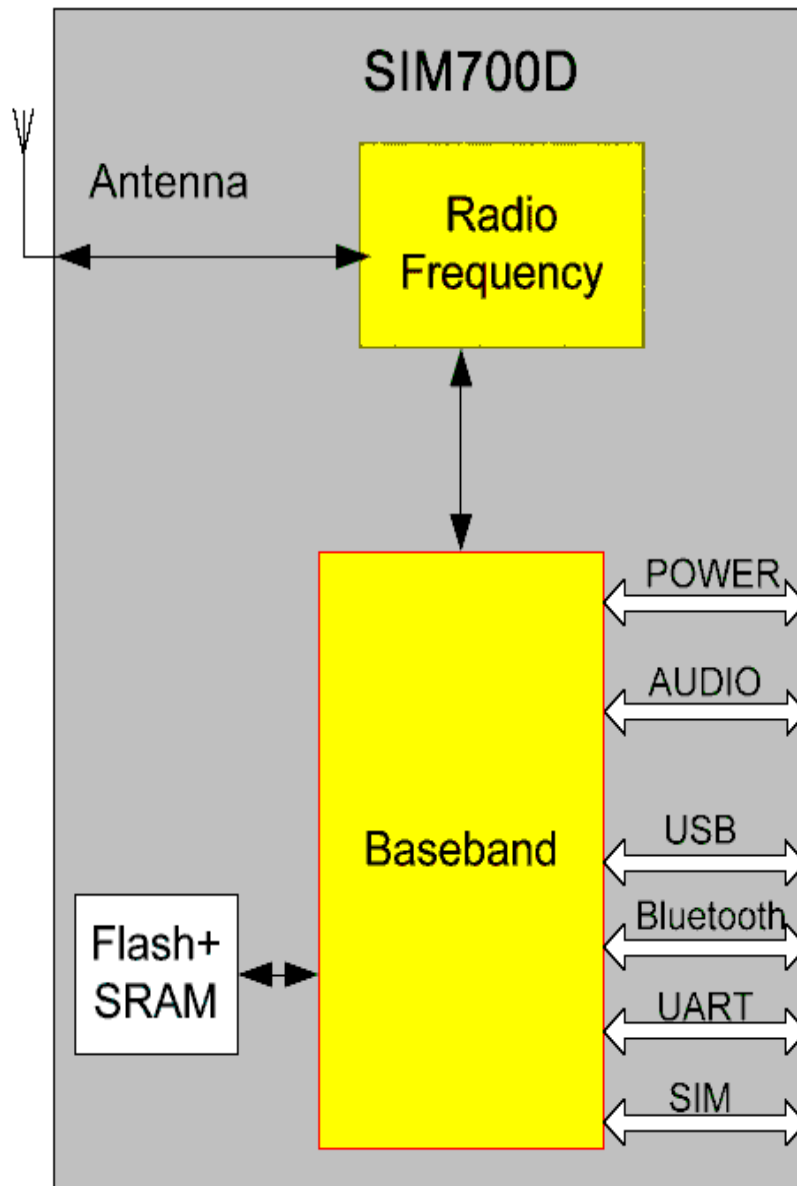 SIM700D
Antenna
Radio
Frequency
POWER
AUDIO
USB
Baseband
Bluetooth
Flash+
SRAM
UART
SIM